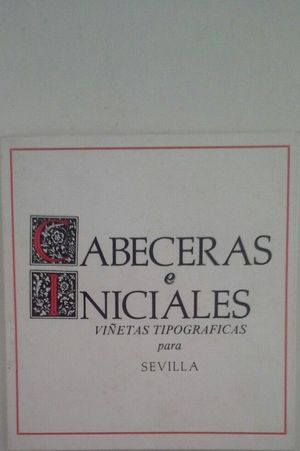 CABECERAS
e
INICIALES
VIÑETAS TIPOGRAFICAS
para
SEVILLA